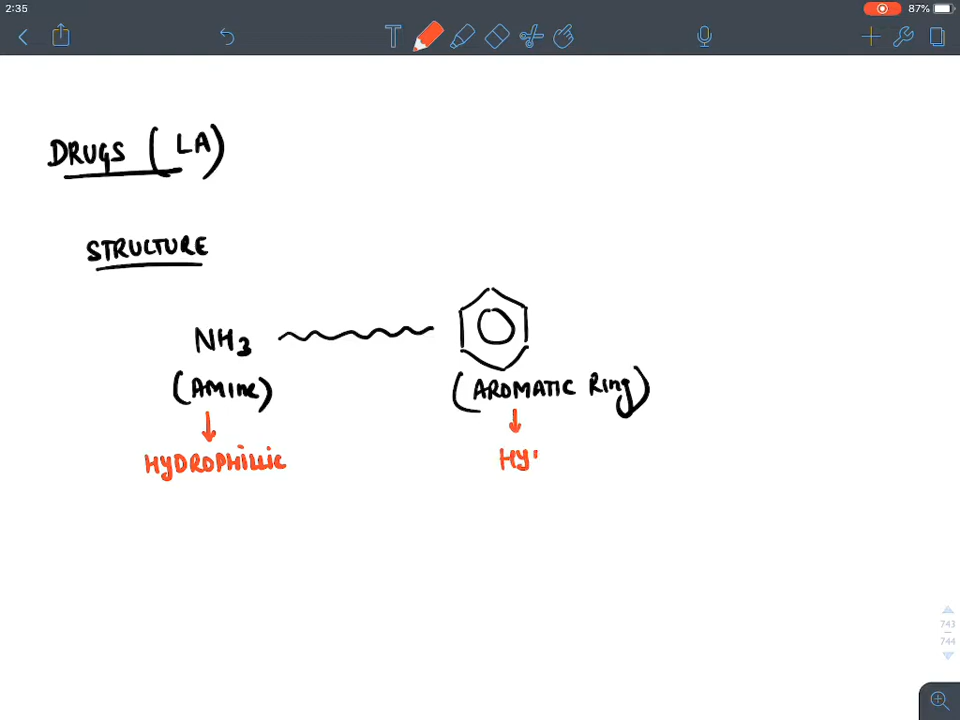 2:35
87%
T
DRUGS (LA)
STRUCTURE
NH3
(AMINE)
(AROMATIC Ring)
HYDROPHILLIC
HY
743
744